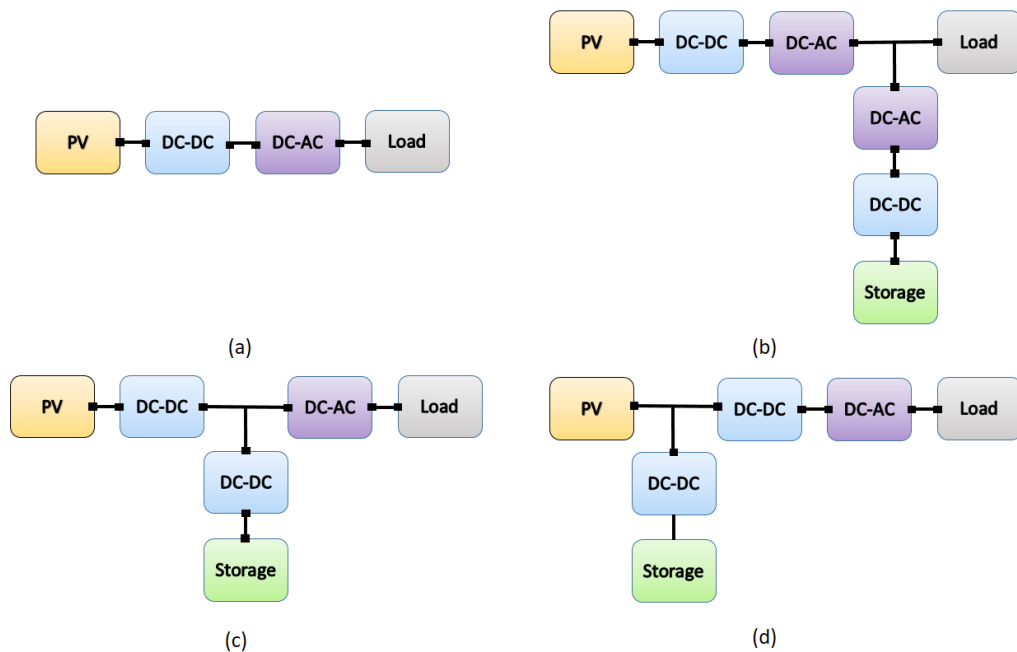 PV
DC-DC
DC-AC
Load
(a)
PV
DC-DC
DC-AC
Load
DC-AC
DC-DC
Storage
(b)
PV
DC-DC
DC-AC
Load
DC-DC
Storage
(c)
PV
DC-DC
DC-AC
Load
DC-DC
Storage
(d)